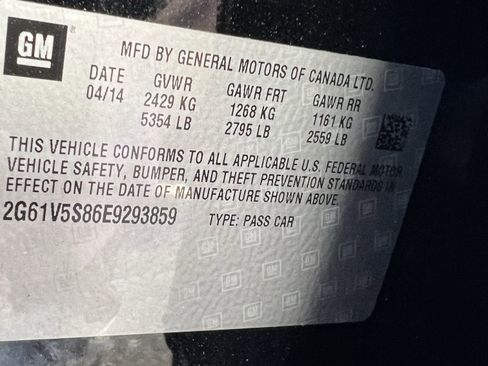 GM
MFD BY GENERAL MOTORS OF CANADA LTD.
DATE GVWR GAWR FRT GAWR RR
04/14 2429 KG 1268 KG 1161 KG
5354 LB 2795 LB 2559 LB
THIS VEHICLE CONFORMS TO ALL APPLICABLE U.S. FEDERAL MOTOR
VEHICLE SAFETY, BUMPER, AND THEFT PREVENTION STANDARDS IN
EFFECT ON THE DATE OF MANUFACTURE SHOWN ABOVE.
2G61V5S86E9293859 TYPE: PASS CAR